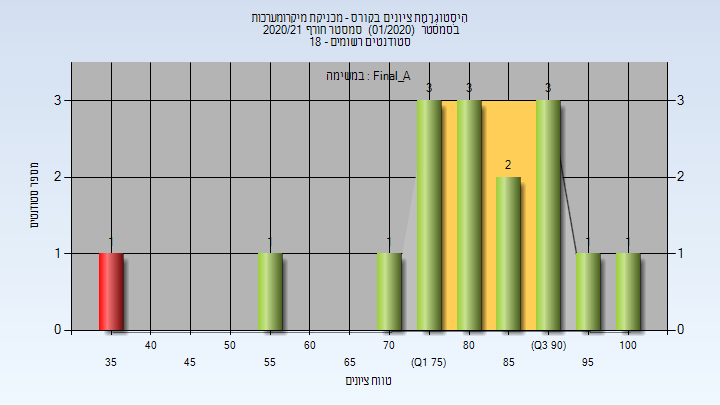 הִיסְטוֹגְרָמַת ציונים בקורס - מכניקת מיקרומערכות
בסמסטר (01/2020) סמסטר חורף 2020/21
סטודנטים רשומים - 18
במשימה : Final_A
3 3 3
2
1 1 1 1 1
3 3
2 2
1 1
0 0
מספר סטודנטים
40 50 60 70 80 (Q3 90) 100
35 45 55 65 (Q1 75) 85 95
טווח ציונים